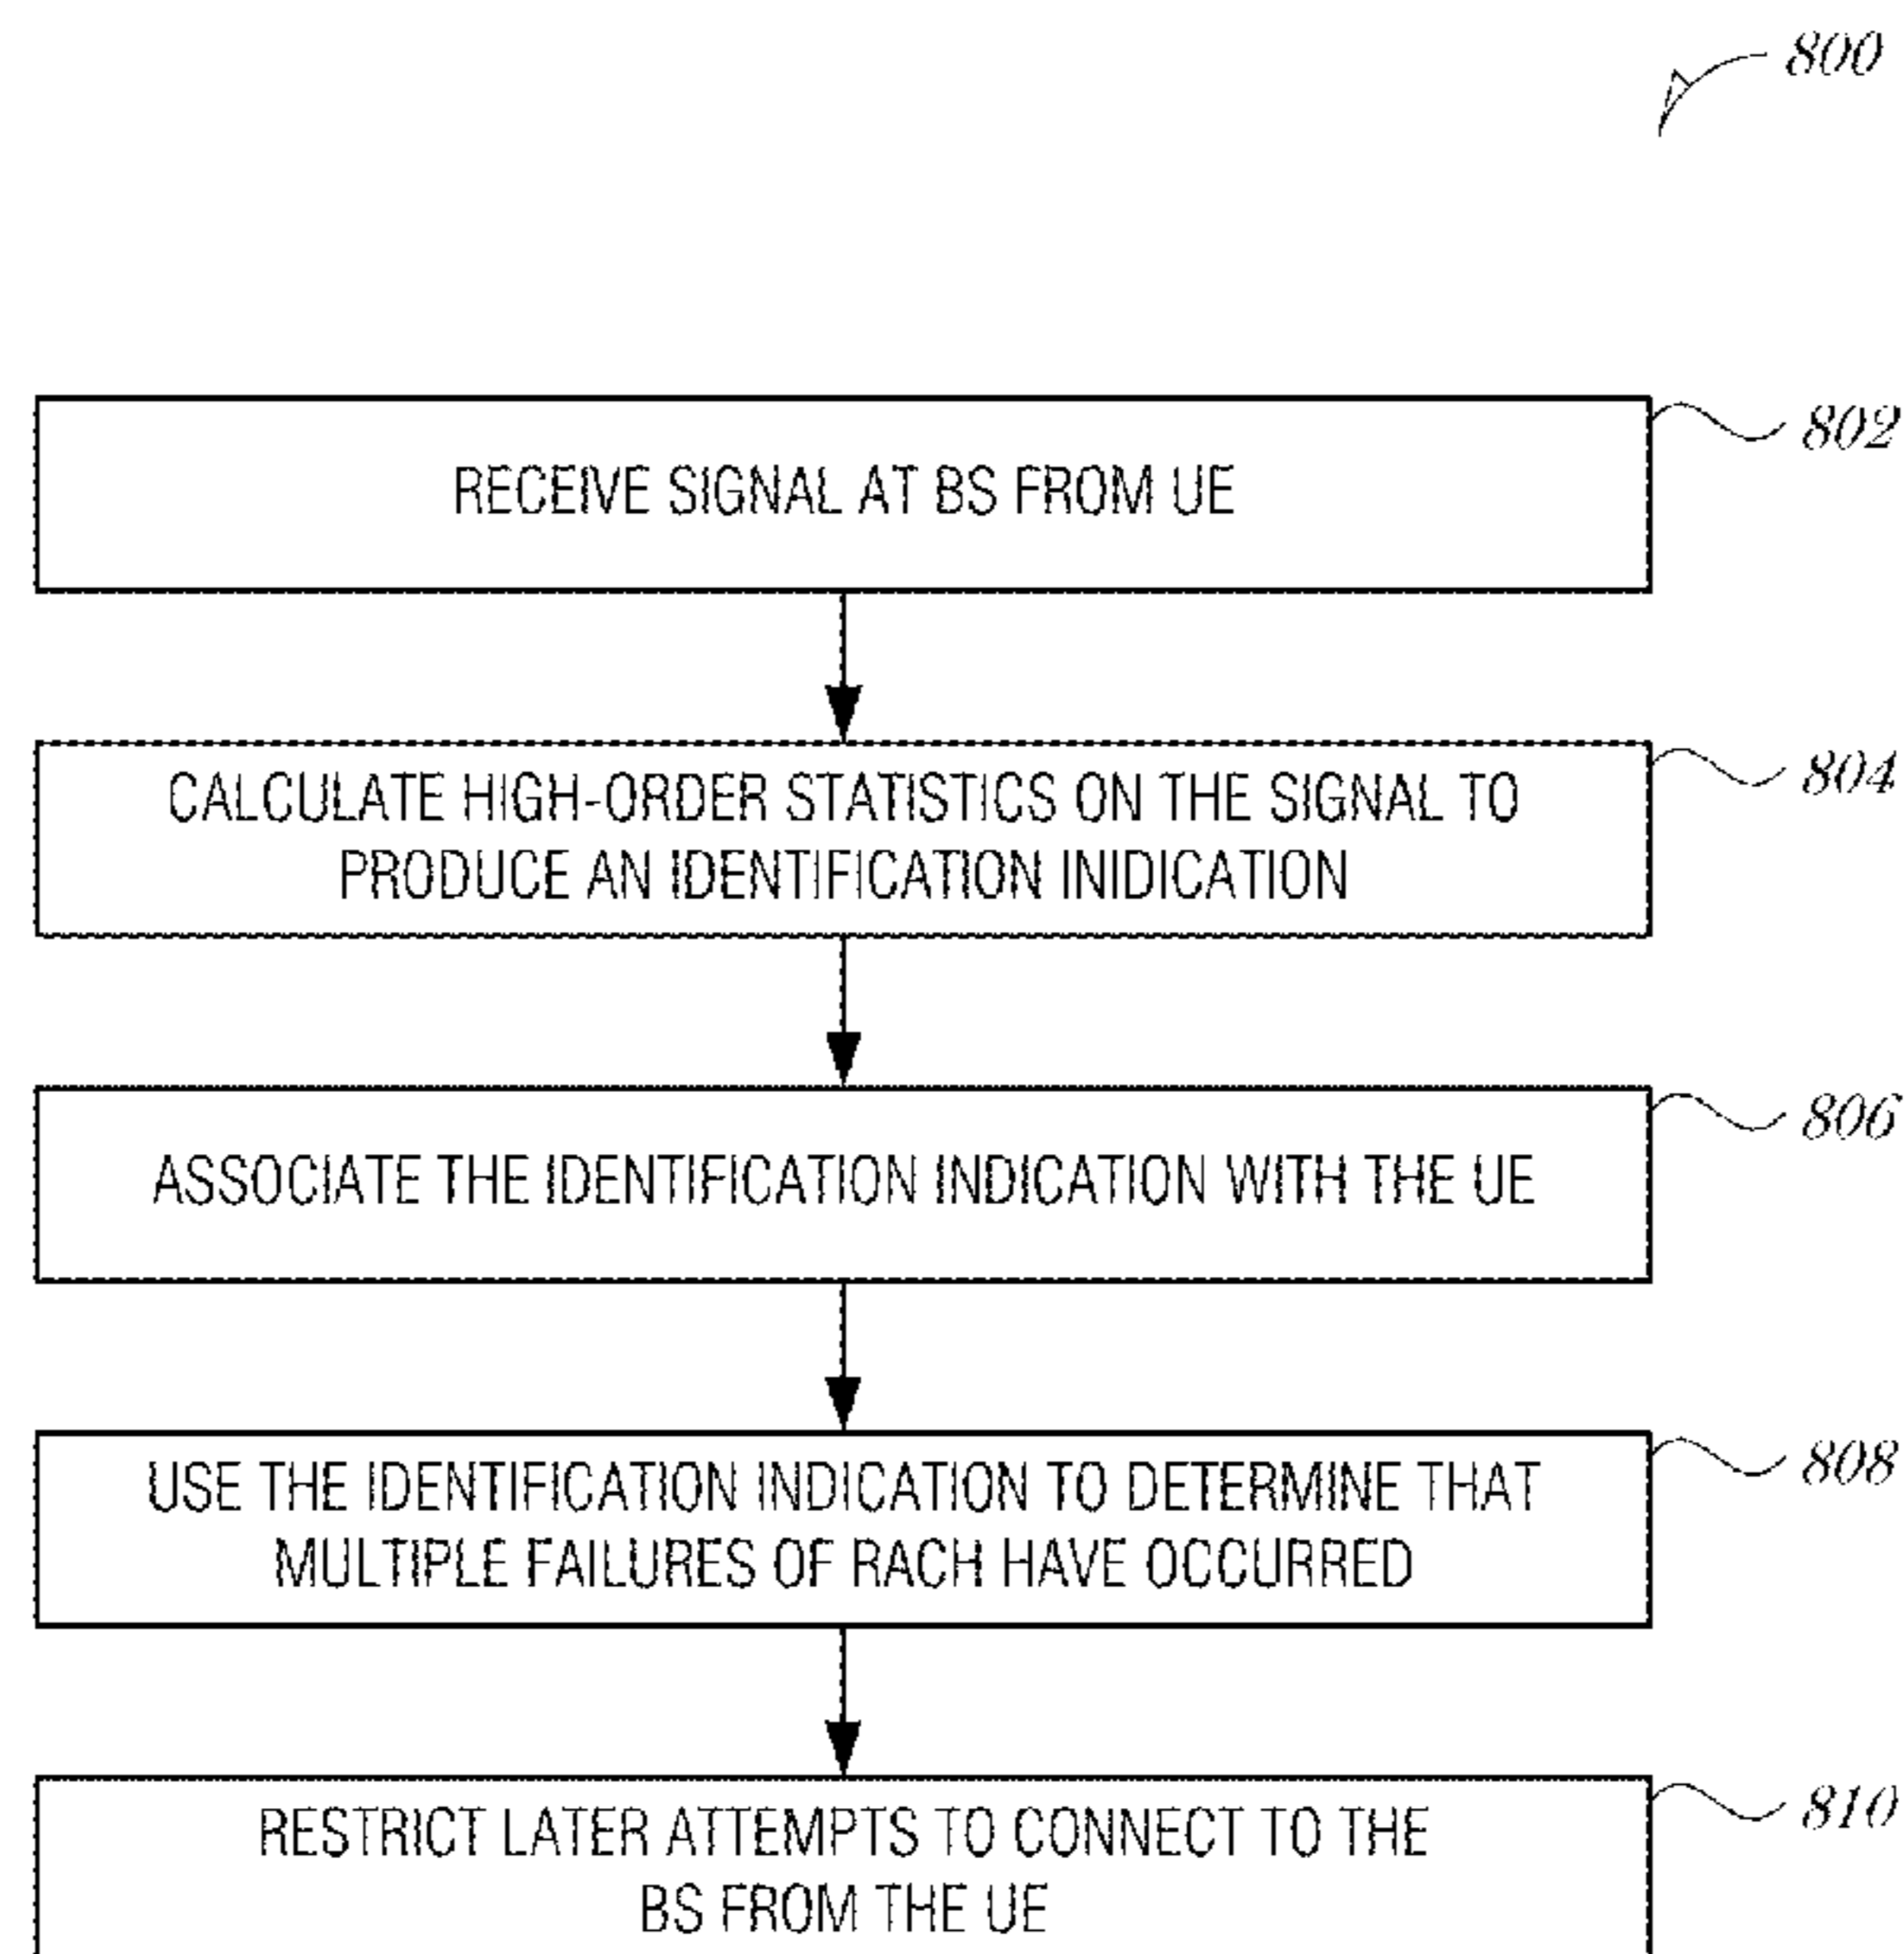 800
802
RECEIVE SIGNAL AT BS FROM UE
804
CALCULATE HIGH-ORDER STATISTICS ON THE SIGNAL TO
PRODUCE AN IDENTIFICATION INIDICATION
806
ASSOCIATE THE IDENTIFICATION INDICATION WITH THE UE
808
USE THE IDENTIFICATION INDICATION TO DETERMINE THAT
MULTIPLE FAILURES OF RACH HAVE OCCURRED
810
RESTRICT LATER ATTEMPTS TO CONNECT TO THE
BS FROM THE UE